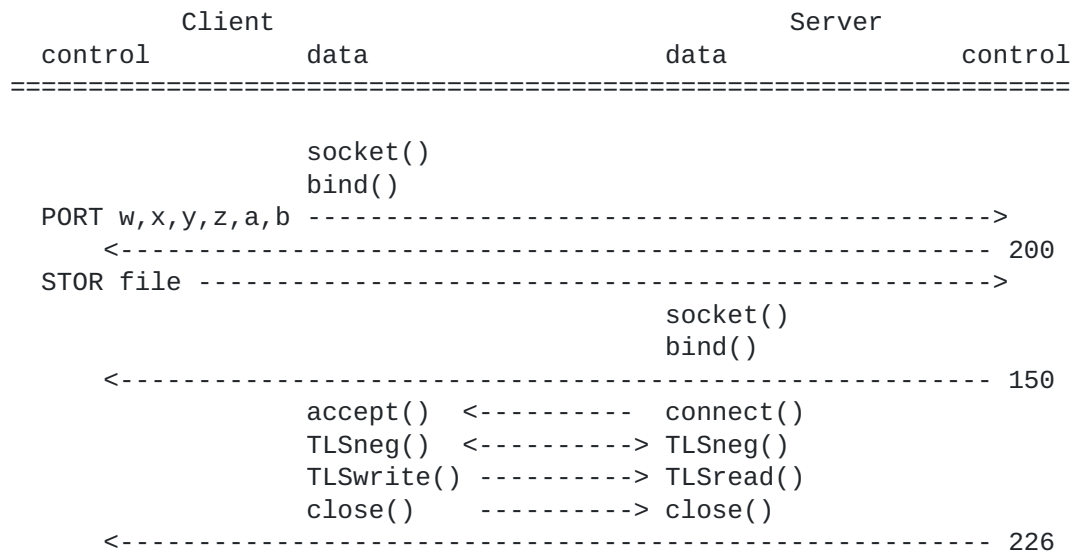 Client Server
control data data control
======================================================================
socket()
bind()
PORT w,x,y,z,a,b -------------------------------------------->
<-------------------------------------------------------- 200
STOR file --------------------------------------------------->
socket()
bind()
<-------------------------------------------------------- 150
accept() <---------- connect()
TLSneg() <----------> TLSneg()
TLSwrite() ----------> TLSread()
close() ----------> close()
<-------------------------------------------------------- 226